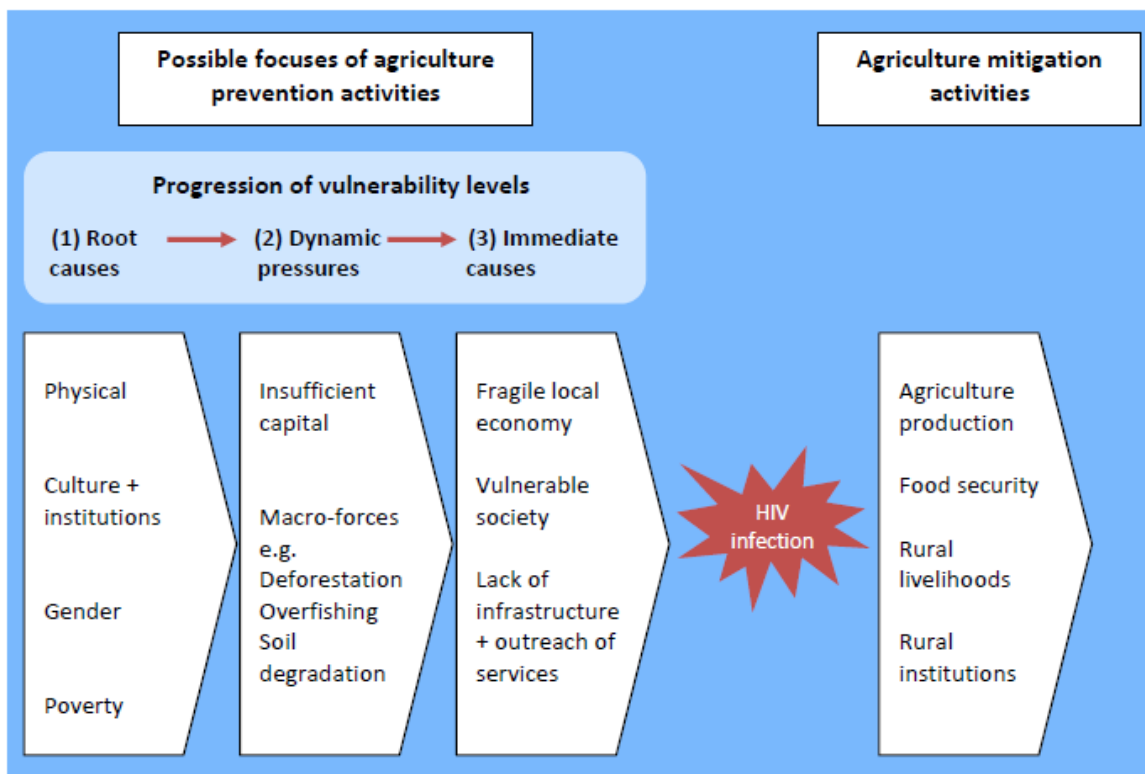 Possible focuses of agriculture
prevention activities
Agriculture mitigation
activities
Progression of vulnerability levels
(1) Root
causes
(2) Dynamic
pressures
(3) Immediate
causes
Physical
Culture +
institutions
Gender
Poverty
Insufficient
capital
Macro-forces
e.g.
Deforestation
Overfishing
Soil
degradation
Fragile local
economy
Vulnerable
society
Lack of
infrastructure
+ outreach of
services
HIV
infection
Agriculture
production
Food security
Rural
livelihoods
Rural
institutions